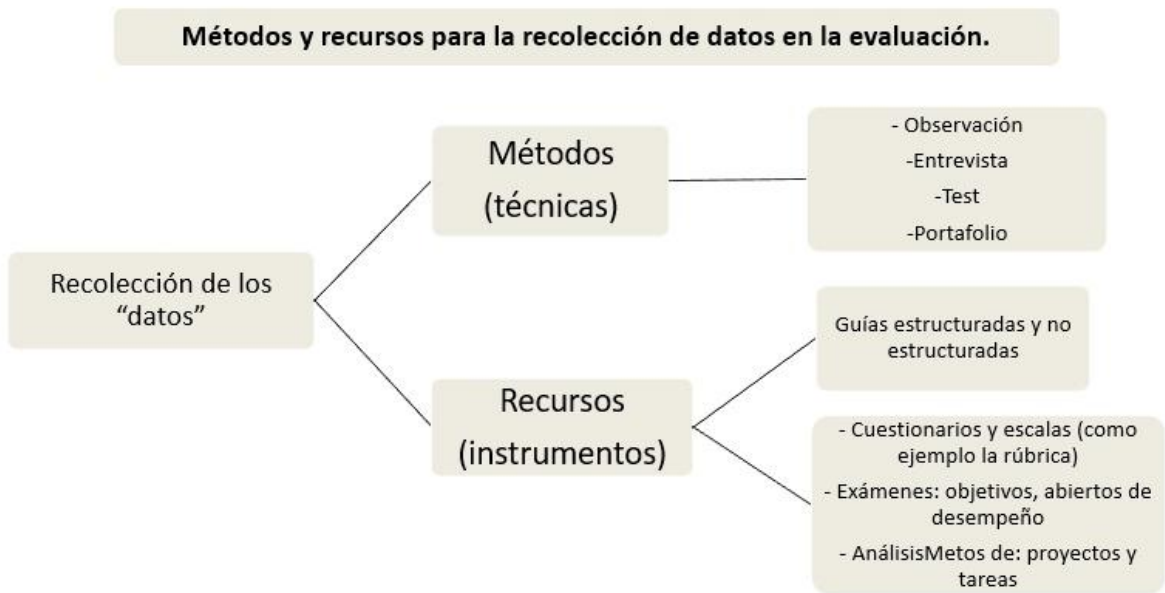 Métodos y recursos para la recolección de datos en la evaluación.
Métodos
(técnicas)
- Observación
-Entrevista
-Test
-Portafolio
Recolección de los
“datos”
Recursos
(instrumentos)
Guías estructuradas y no
estructuradas
- Cuestionarios y escalas (como
ejemplo la rúbrica)
- Exámenes: objetivos, abiertos de
desempeño
- AnálisisMetos de: proyectos y
tareas